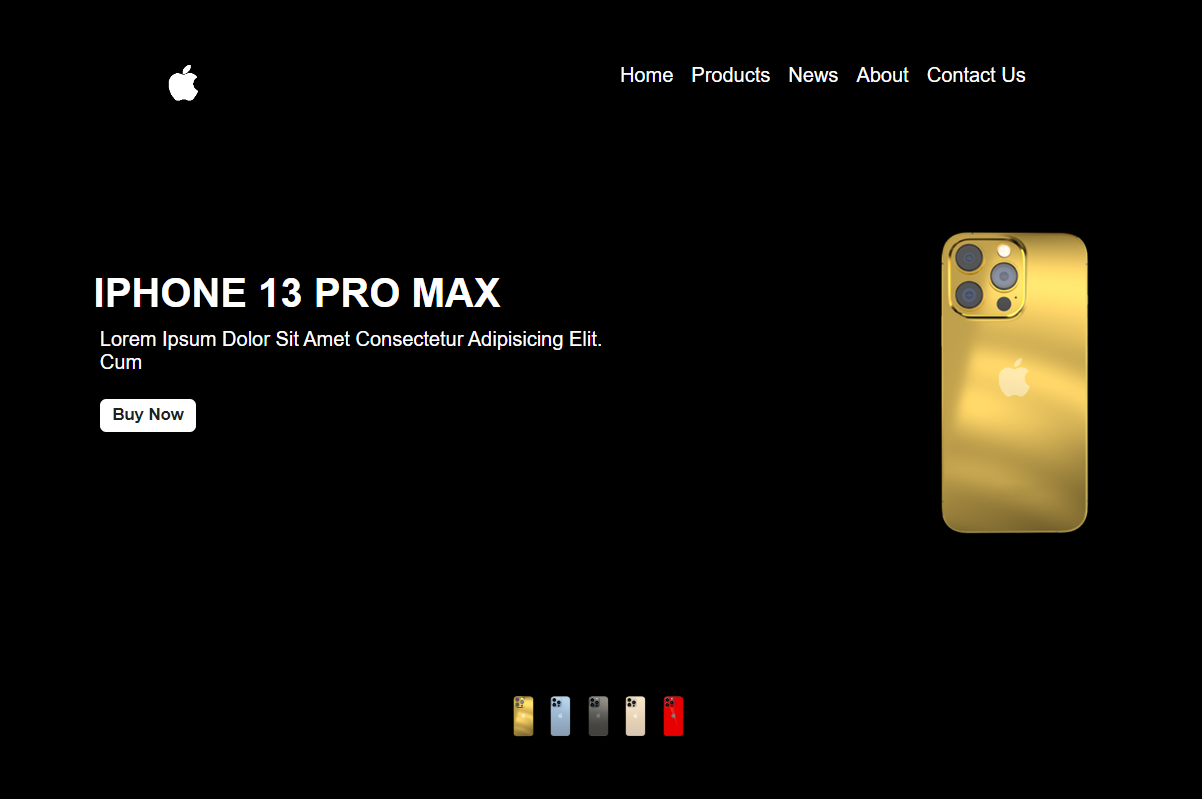 Home Products News About Contact Us
IPHONE 13 PRO MAX
Lorem Ipsum Dolor Sit Amet Consectetur Adipisicing Elit.
Cum
Buy Now